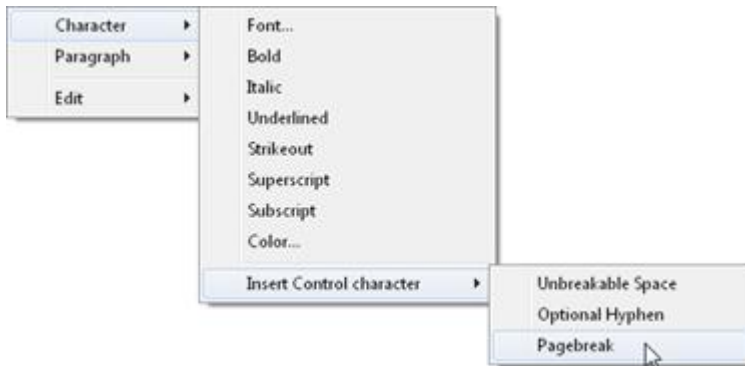 Character
Paragraph
Edit
Font...
Bold
Italic
Underlined
Strikeout
Superscript
Subscript
Color...
Insert Control character
Unbreakable Space
Optional Hyphen
Pagebreak